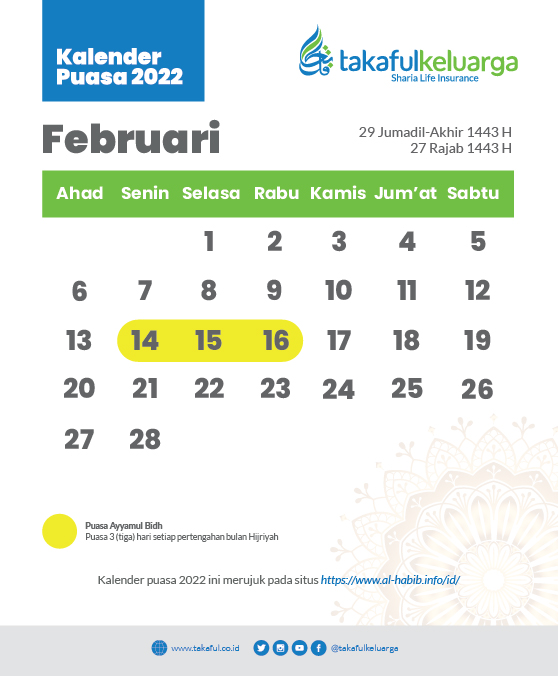 Kalender
Puasa 2022
takafulkeluarga
Sharia Life Insurance
Februari
29 Jumadil-Akhir 1443 H
27 Rajab 1443 H
Ahad Senin Selasa Rabu Kamis Jum'at Sabtu
1 2 3 4 5
6 7 8 9 10 11 12
13 14 15 16 17 18 19
20 21 22 23 24 25 26
27 28
Puasa Ayyamul Bidh
Puasa 3 (tiga) hari setiap pertengahan bulan Hijriyah
Kalender puasa 2022 ini merujuk pada situs https://www.al-habib.info/id/
www.takaful.co.id @takafulkeluarga